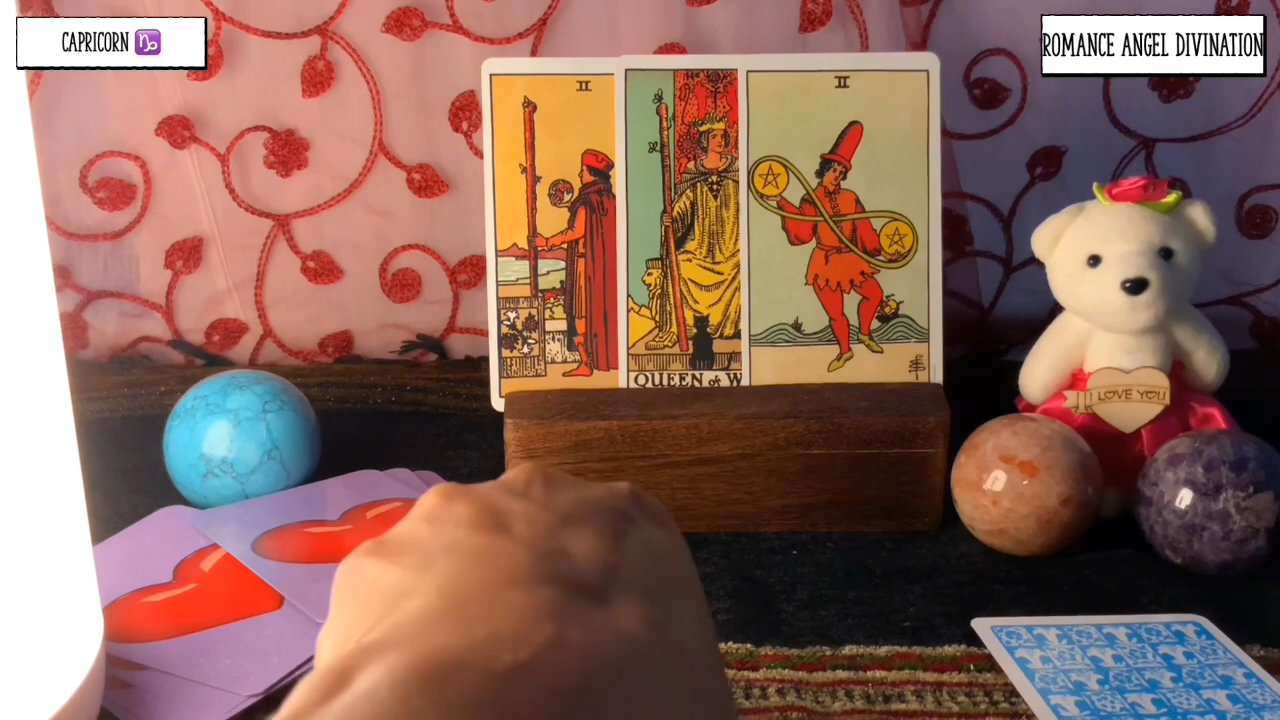 CAPRICORN ♑
ROMANCE ANGEL DIVINATION
II
II
QUEEN of W
I LOVE YOU